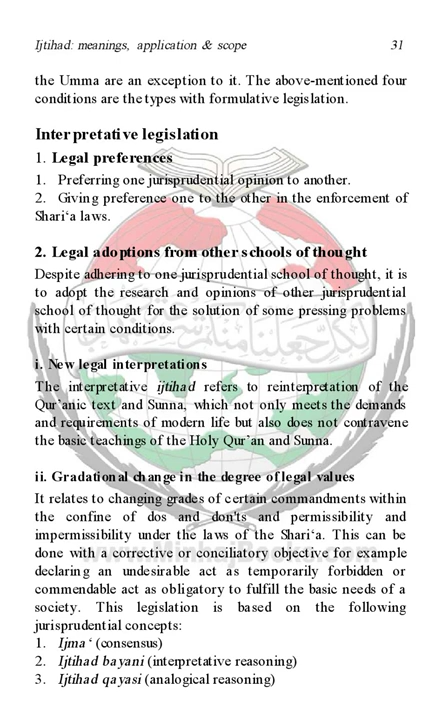 Ijtihad: meanings, application & scope 31
the Umma are an exception to it. The above-mentioned four
conditions are the types with formulative legislation.
Interpretative legislation
1. Legal preferences
1. Preferring one jurisprudential opinion to another.
2. Giving preference one to the other in the enforcement of
Shari‘a laws.
2. Legal adoptions from other schools of thought
Despite adhering to one jurisprudential school of thought, it is
to adopt the research and opinions of other jurisprudential
school of thought for the solution of some pressing problems
with certain conditions.
i. New legal interpretations
The interpretative ijtihad refers to reinterpretation of the
Qur’anic text and Sunna, which not only meets the demands
and requirements of modern life but also does not contravene
the basic teachings of the Holy Qur’an and Sunna.
ii. Gradational change in the degree of legal values
It relates to changing grades of certain commandments within
the confine of dos and don'ts and permissibility and
impermissibility under the laws of the Shari‘a. This can be
done with a corrective or conciliatory objective for example
declaring an undesirable act as temporarily forbidden or
commendable act as obligatory to fulfill the basic needs of a
society. This legislation is based on the following
jurisprudential concepts:
1. Ijma‘ (consensus)
2. Ijtihad bayani (interpretative reasoning)
3. Ijtihad qayasi (analogical reasoning)
www.MinhajBooks.com